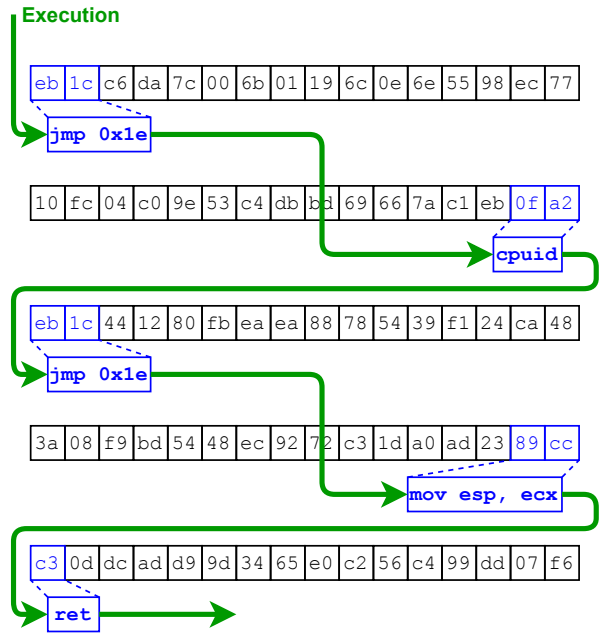 Execution
eb 1c c6 da 7c 00 6b 01 19 6c 0e 6e 55 98 ec 77
jmp 0x1e
10 fc 04 c0 9e 53 c4 db bd 69 66 7a c1 eb 0f a2
cpuid
eb 1c 44 12 80 fb ea ea 88 78 54 39 f1 24 ca 48
jmp 0x1e
3a 08 f9 bd 54 48 ec 92 72 c3 1d a0 ad 23 89 cc
mov esp, ecx
c3 0d dc ad d9 9d 34 65 e0 c2 56 c4 99 dd 07 f6
ret